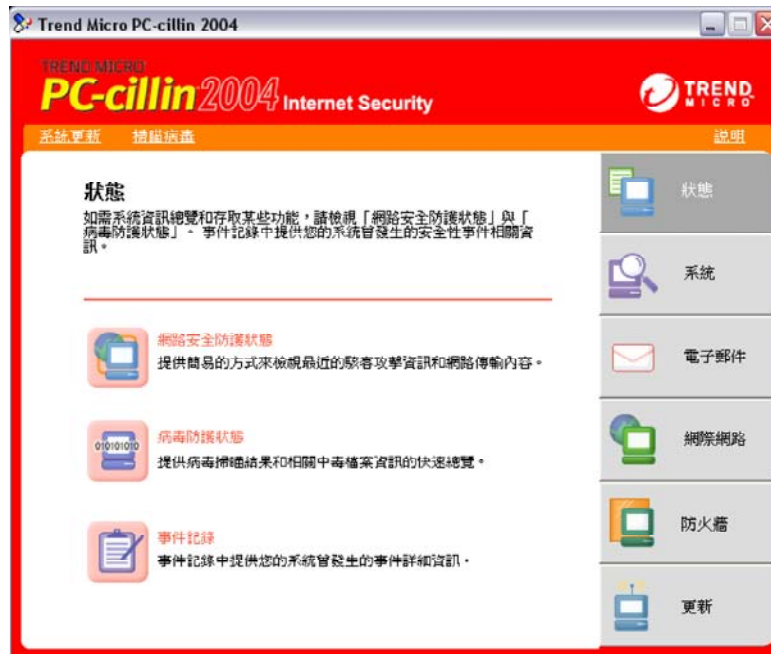 Trend Micro PC-cillin 2004
TREND MICRO
PC-cillin 2004 Internet Security
TREND
MICRO
系統更新 掃瞄病毒 說明
狀態
如需系統資訊總覽和存取某些功能，請檢視「網路安全防護狀態」與「
病毒防護狀態」。事件記錄中提供您的系統曾發生的安全性事件相關資
訊。
網路安全防護狀態
提供簡易的方式來檢視最近的駭客攻擊資訊和網路傳輸內容。
010101010
病毒防護狀態
提供病毒掃瞄結果和相關中毒檔案資訊的快速總覽。
事件記錄
事件記錄中提供您的系統曾發生的事件詳細資訊。
狀態
系統
電子郵件
網際網路
防火牆
更新